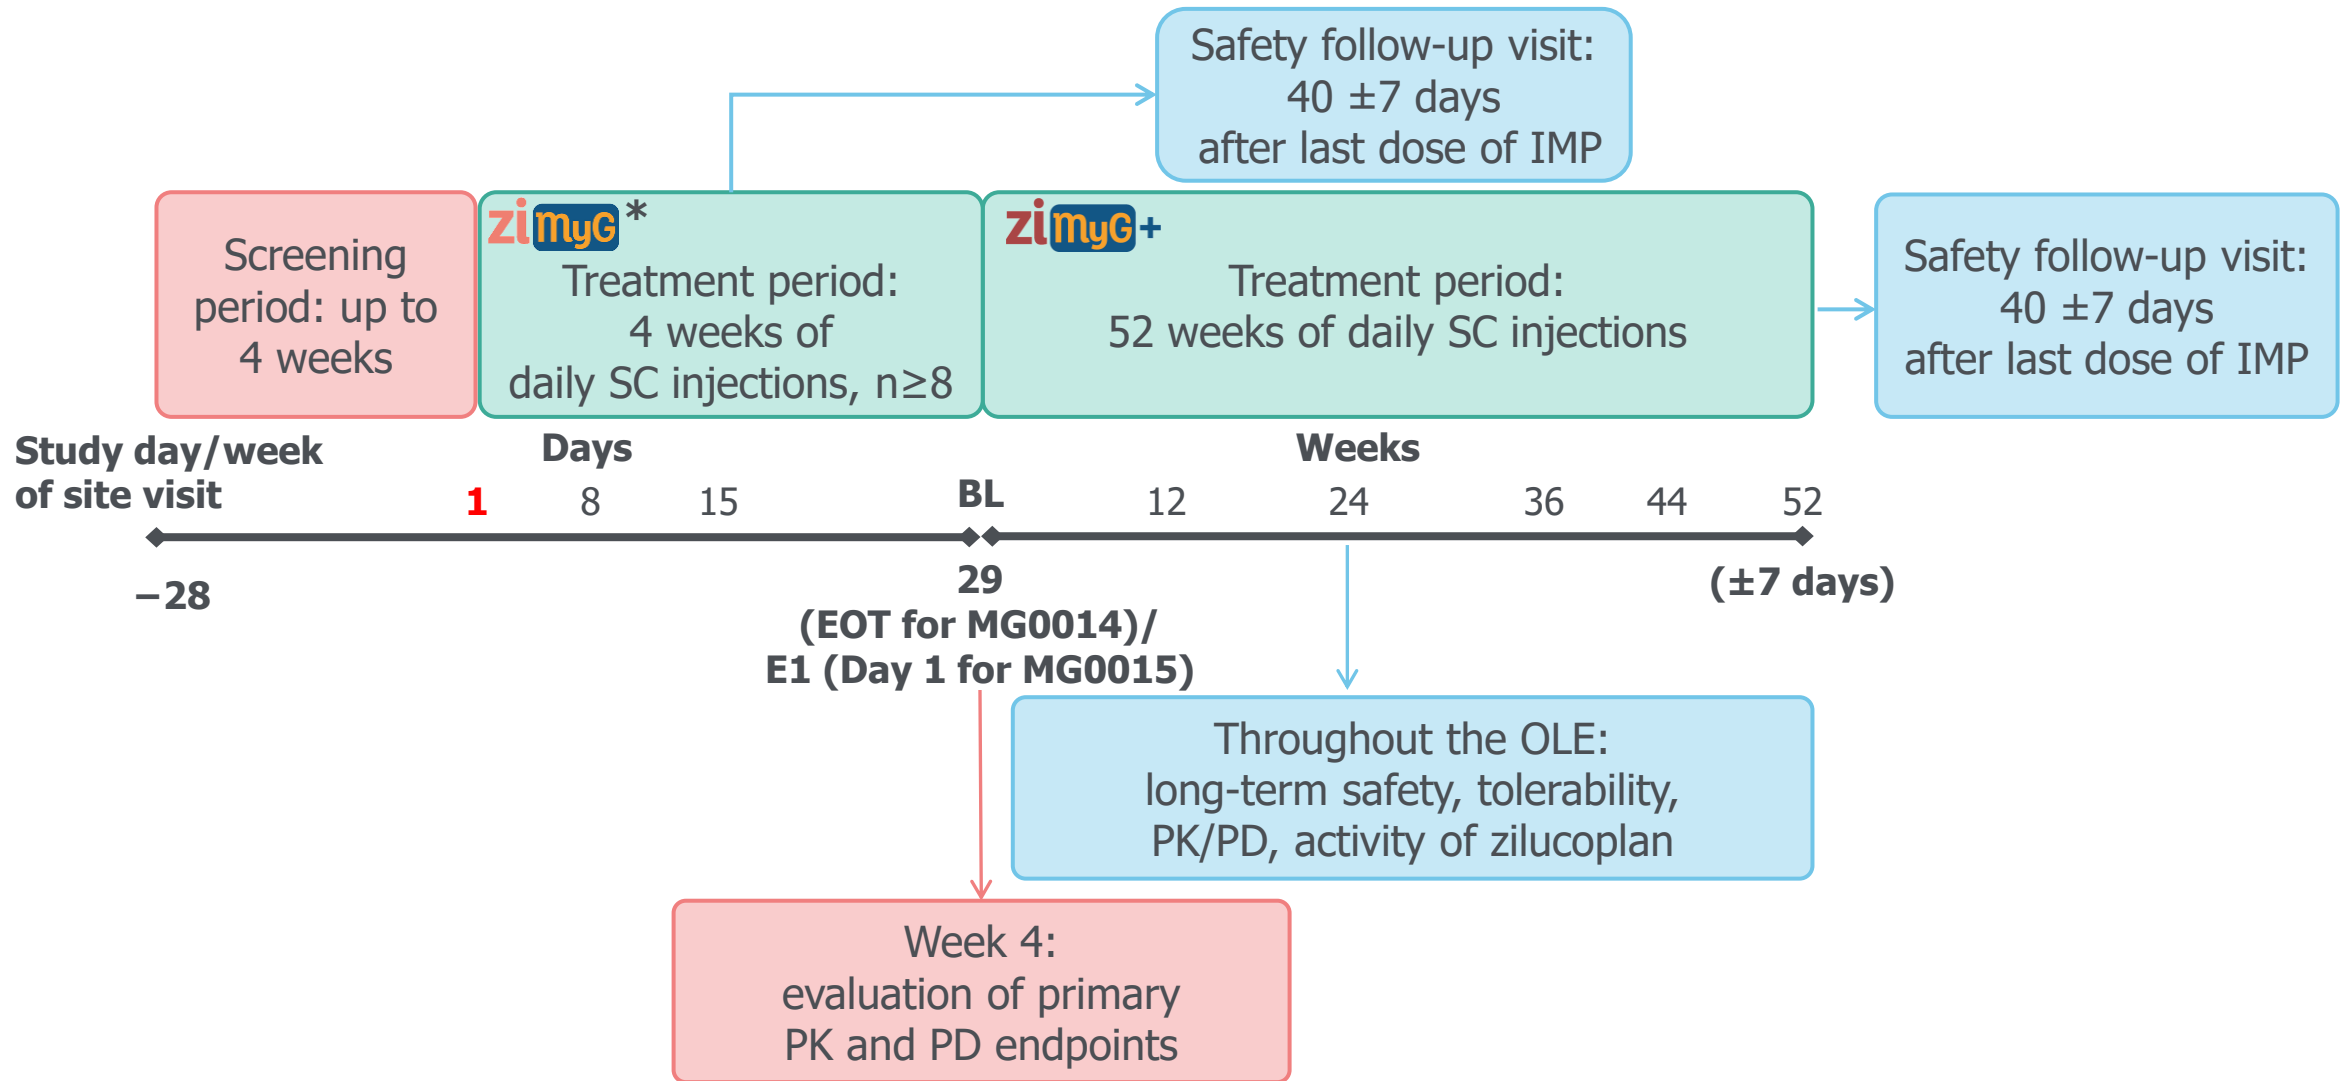 Safety follow-up visit:
40 ±7 days
after last dose of IMP
Screening
period: up to
4 weeks
zi MyG *
Treatment period:
4 weeks of
daily SC injections, n≥8
zi MyG +
Treatment period:
52 weeks of daily SC injections
Safety follow-up visit:
40 ±7 days
after last dose of IMP
Study day/week
of site visit
Days
Weeks
1 8 15 BL 12 24 36 44 52
−28
29
(EOT for MG0014)/
E1 (Day 1 for MG0015)
(±7 days)
Throughout the OLE:
long-term safety, tolerability,
PK/PD, activity of zilucoplan
Week 4:
evaluation of primary
PK and PD endpoints